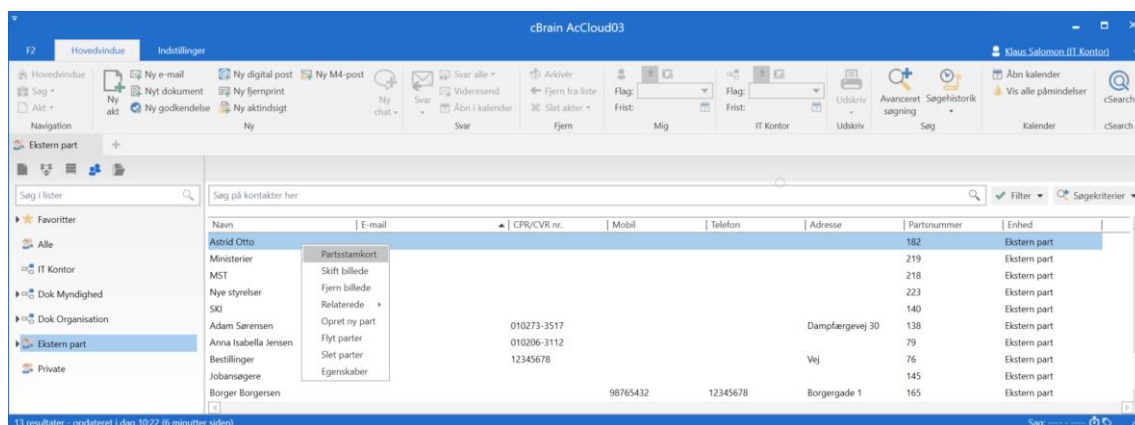 cBrain AcCloud03
F2 Hovedvindue Indstillinger Klaus Salomon (IT Kontor)
Hovedvindue
Sag
Akt
Navigation
Ny akt
Ny e-mail
Nyt dokument
Ny godkendelse
Ny digital post
Ny fjernprint
Ny aktindsigt
Ny M4-post
Ny chat
Ny
Svar
Svar alle
Videresend
Åbn i kalender
Svar
Arkivér
Fjern fra liste
Slet akter
Fjern
Flag:
Frist:
Mig
Flag:
Frist:
IT Kontor
Udskriv
Udskriv
Avanceret søgning
Søgehistorik
Søg
Åbn kalender
Vis alle påmindelser
Kalender
cSearch
cSearch
Ekstern part
Søg i lister
Søg på kontakter her
Filter
Søgekriterier
Favoritter
Alle
IT Kontor
Dok Myndighed
Dok Organisation
Ekstern part
Private
Navn E-mail CPR/CVR nr. Mobil Telefon Adresse Partsnummer Enhed
Astrid Otto 182 Ekstern part
Ministerier 219 Ekstern part
MST 218 Ekstern part
Nye styrelser 223 Ekstern part
SKI 140 Ekstern part
Adam Sørensen 010273-3517 Dampfærgevej 30 138 Ekstern part
Anna Isabella Jensen 010206-3112 79 Ekstern part
Bestillinger 12345678 Vej 76 Ekstern part
Jobansøgere 145 Ekstern part
Borger Borgersen 98765432 12345678 Borgergade 1 165 Ekstern part
Partsstamkort
Skift billede
Fjern billede
Relaterede
Opret ny part
Flyt parter
Slet parter
Egenskaber
13 resultater - opdateret i dag 10:22 (6 minutter siden)
Sag: ---- - ----